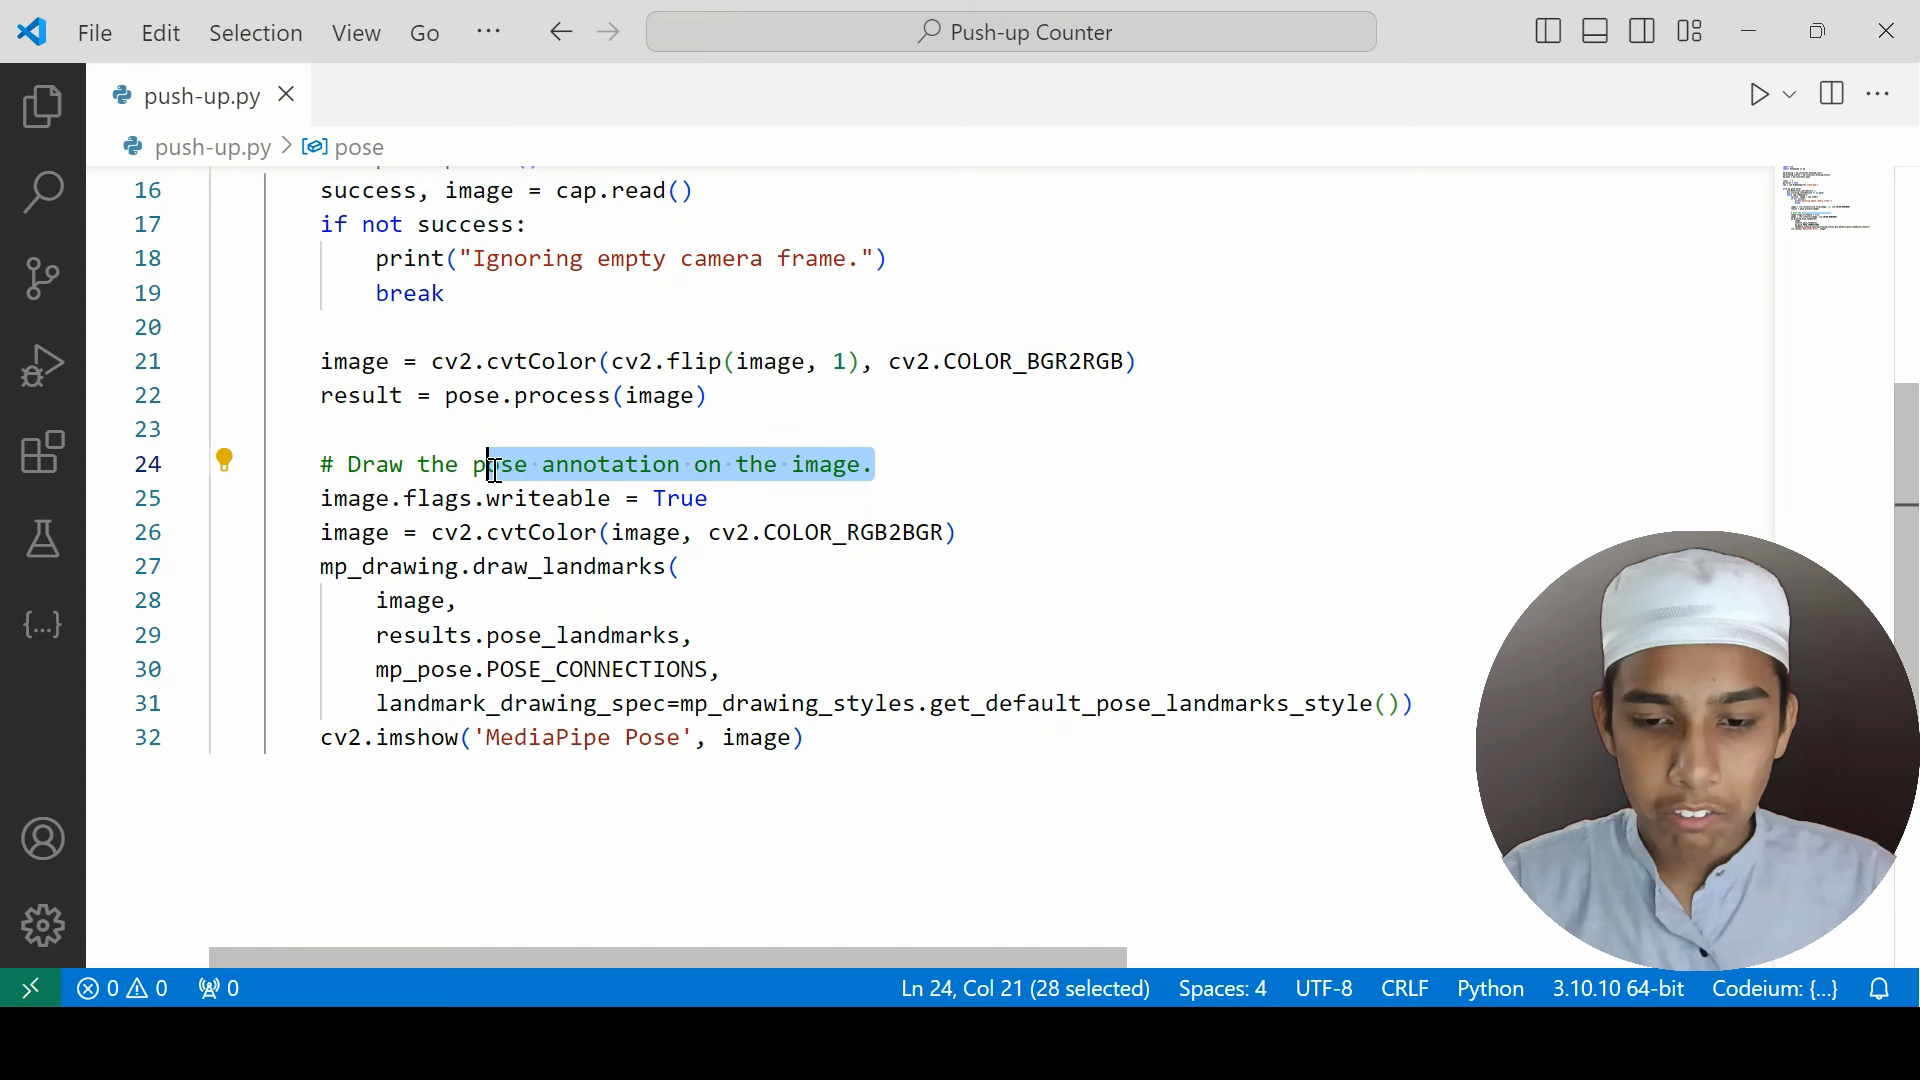 File Edit Selection View Go ··· Push-up Counter
push-up.py
push-up.py > pose
16 success, image = cap.read()
17 if not success:
18 print("Ignoring empty camera frame.")
19 break
20
21 image = cv2.cvtColor(cv2.flip(image, 1), cv2.COLOR_BGR2RGB)
22 result = pose.process(image)
23
24 # Draw the pose annotation on the image.
25 image.flags.writeable = True
26 image = cv2.cvtColor(image, cv2.COLOR_RGB2BGR)
27 mp_drawing.draw_landmarks(
28 image,
29 results.pose_landmarks,
30 mp_pose.POSE_CONNECTIONS,
31 landmark_drawing_spec=mp_drawing_styles.get_default_pose_landmarks_style())
32 cv2.imshow('MediaPipe Pose', image)
0 0 0 Ln 24, Col 21 (28 selected) Spaces: 4 UTF-8 CRLF Python 3.10.10 64-bit Codeium: {...}